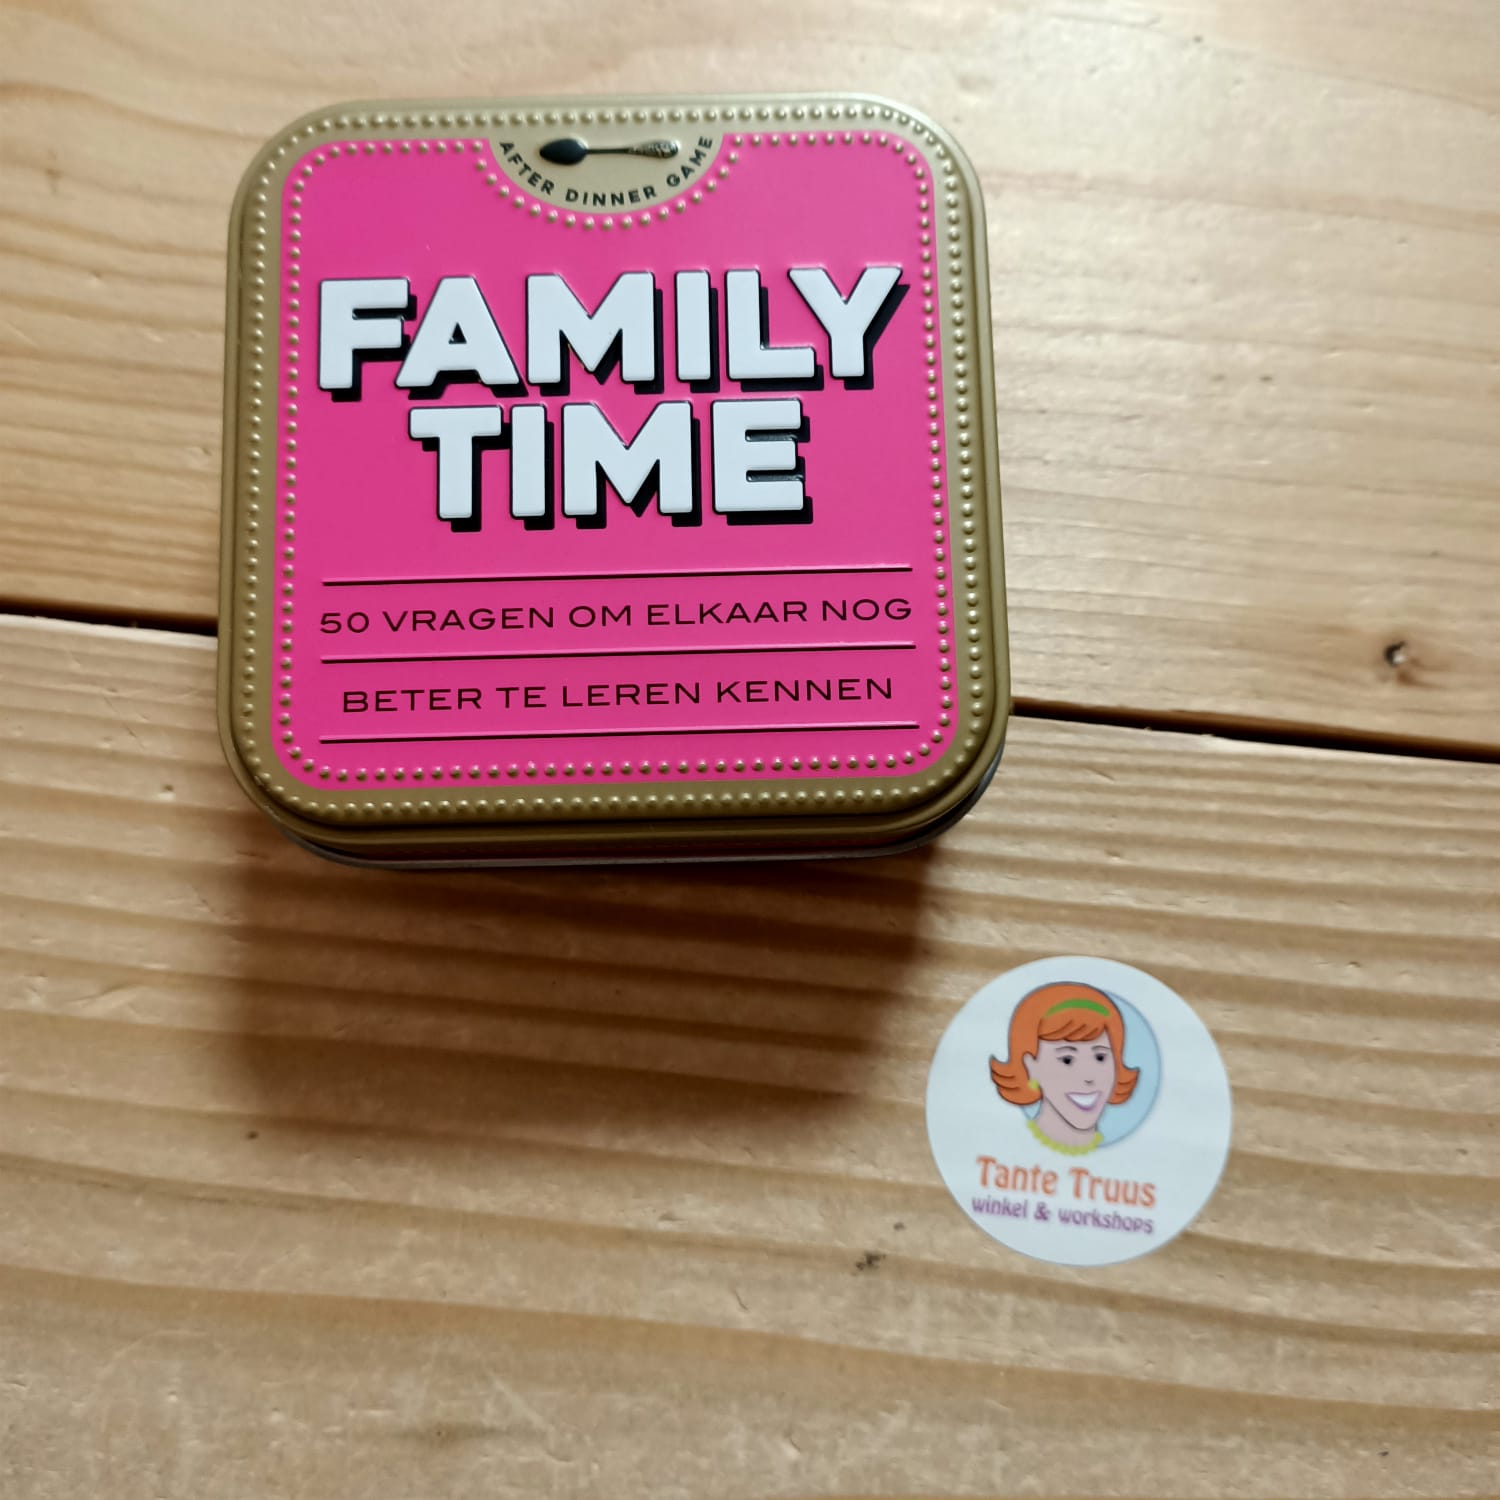 AFTER DINNER GAME
FAMILY
TIME
50 VRAGEN OM ELKAAR NOG
BETER TE LEREN KENNEN
Tante Truus
winkel & workshops